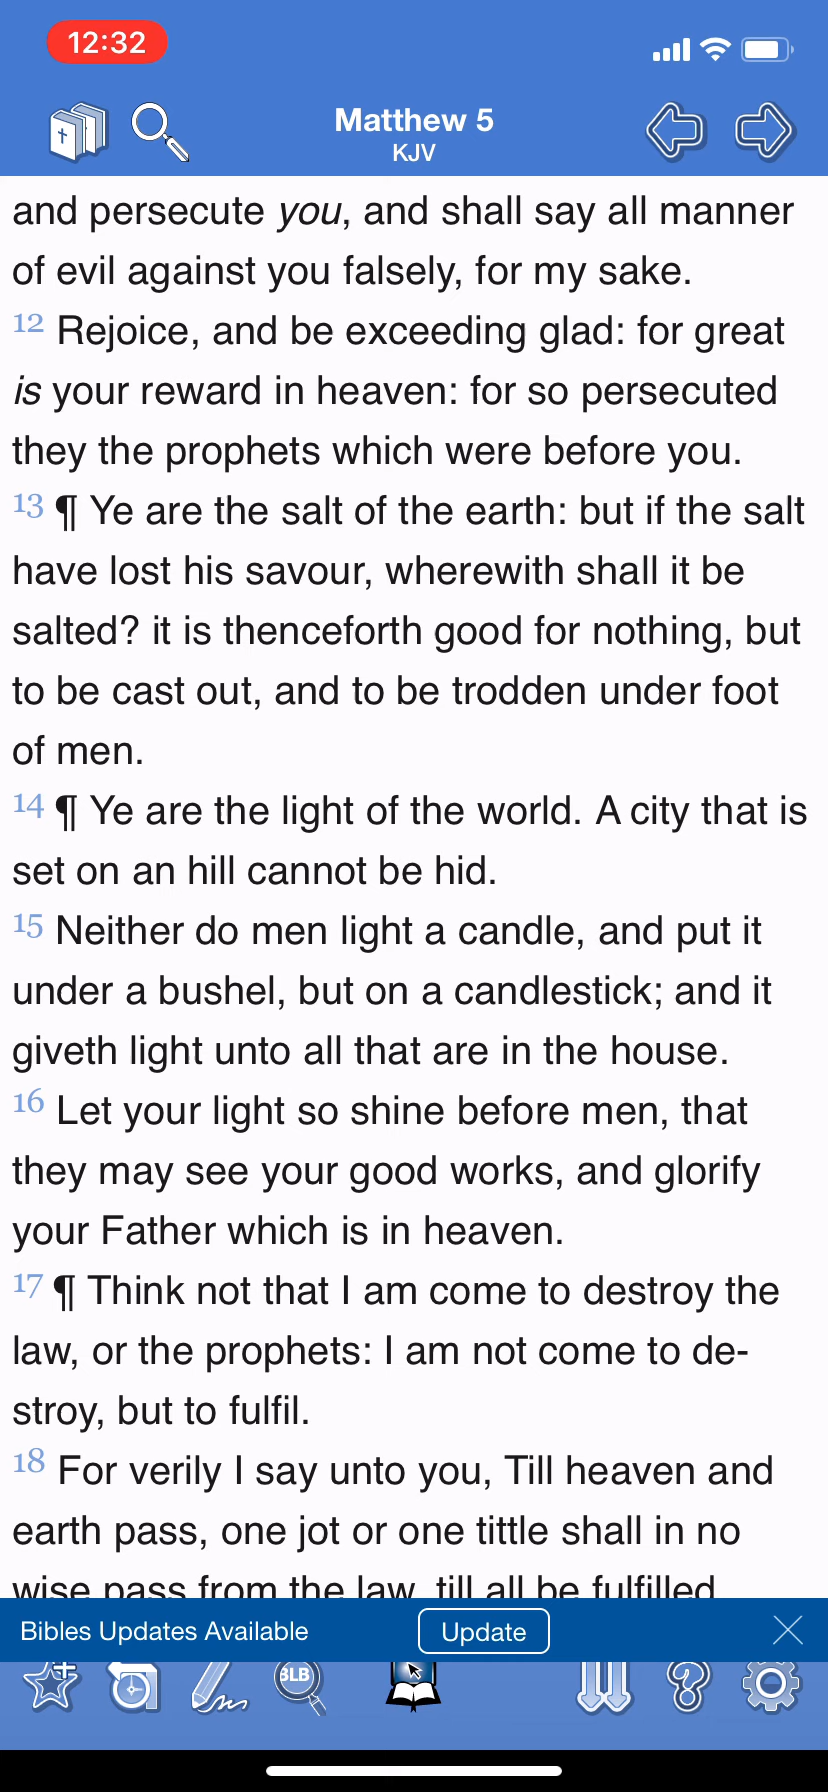 12:32
Matthew 5
KJV
and persecute you, and shall say all manner
of evil against you falsely, for my sake.
12 Rejoice, and be exceeding glad: for great
is your reward in heaven: for so persecuted
they the prophets which were before you.
13 ¶ Ye are the salt of the earth: but if the salt
have lost his savour, wherewith shall it be
salted? it is thenceforth good for nothing, but
to be cast out, and to be trodden under foot
of men.
14 ¶ Ye are the light of the world. A city that is
set on an hill cannot be hid.
15 Neither do men light a candle, and put it
under a bushel, but on a candlestick; and it
giveth light unto all that are in the house.
16 Let your light so shine before men, that
they may see your good works, and glorify
your Father which is in heaven.
17 ¶ Think not that I am come to destroy the
law, or the prophets: I am not come to de-
stroy, but to fulfil.
18 For verily I say unto you, Till heaven and
earth pass, one jot or one tittle shall in no
wise pass from the law, till all be fulfilled
Bibles Updates Available
Update
BLB